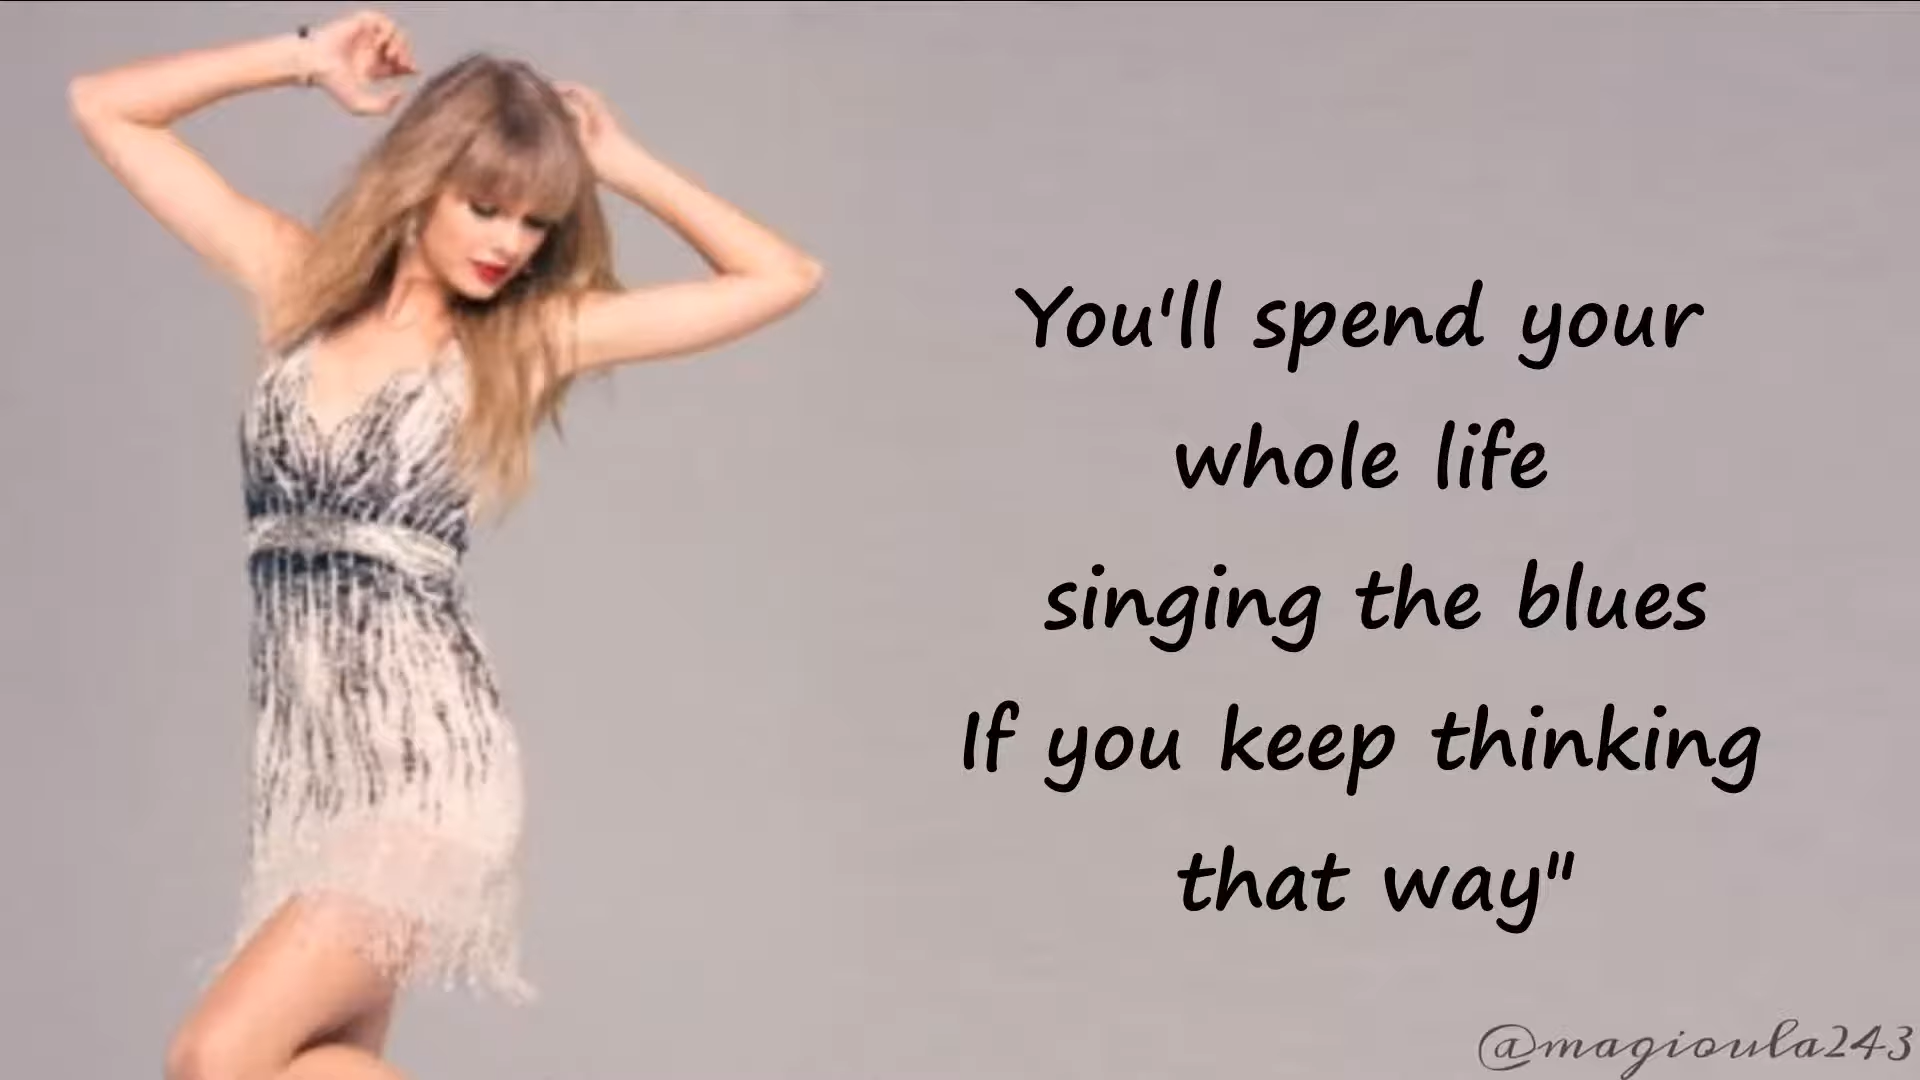 You'll spend your
whole life
singing the blues
If you keep thinking
that way"
@magioula243